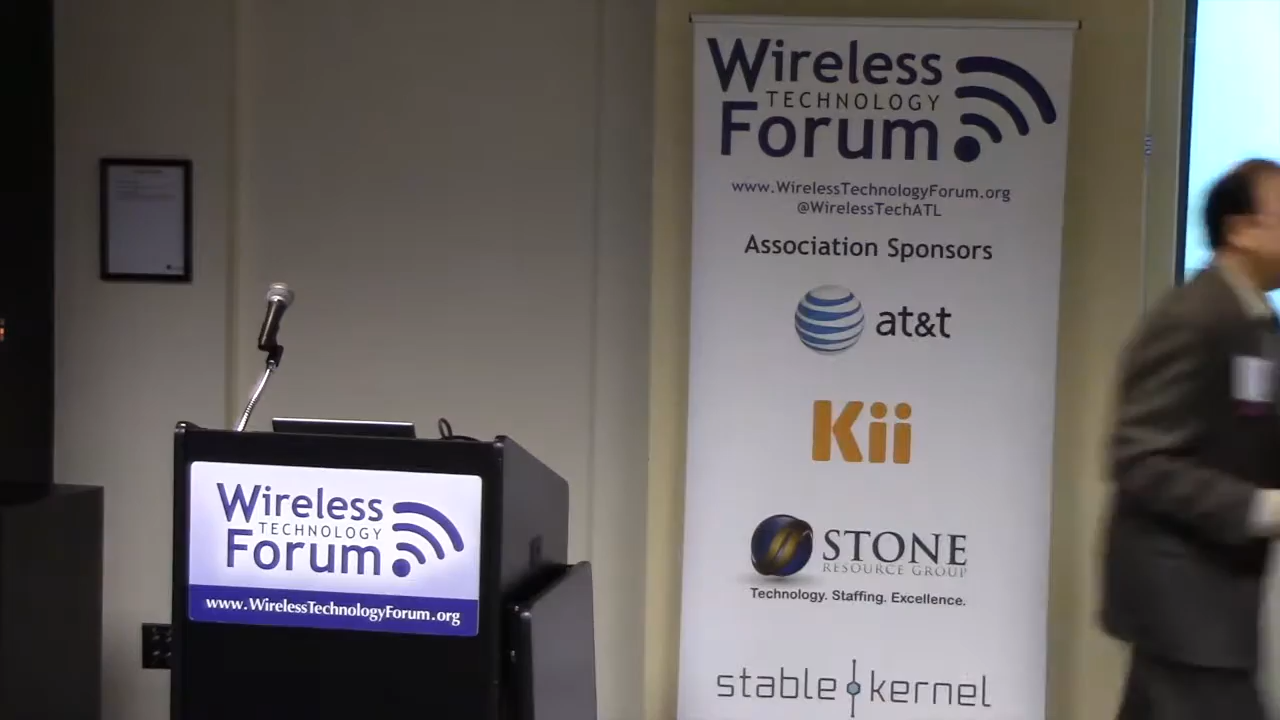 Wireless
TECHNOLOGY
Forum
www.WirelessTechnologyForum.org
@WirelessTechATL
Association Sponsors
at&t
Kii
STONE
RESOURCE GROUP
Technology. Staffing. Excellence.
stable kernel
Wireless
TECHNOLOGY
Forum
www.WirelessTechnologyForum.org